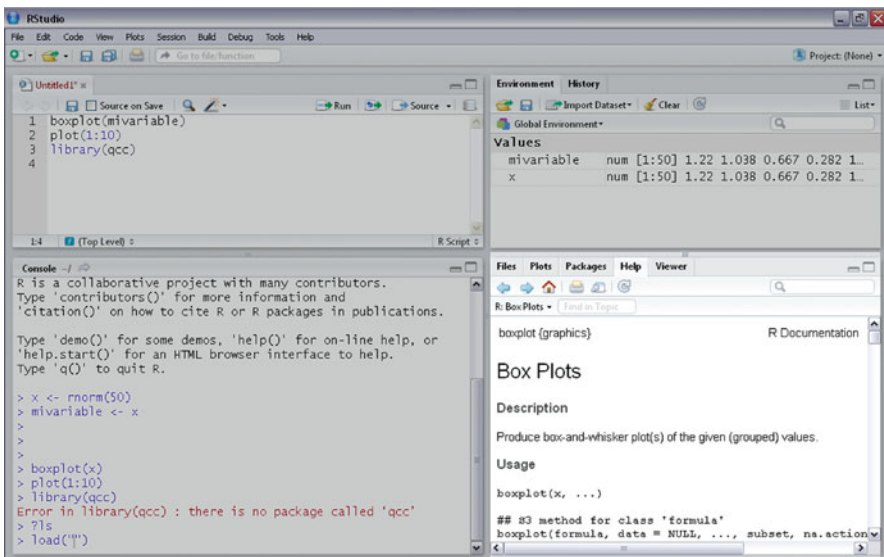 RStudio
File Edit Code View Plots Session Build Debug Tools Help
Go to file/function
Project: (None)
Untitled1*
Source on Save
Run
Source
1 boxplot(mivariable)
2 plot(1:10)
3 library(qcc)
4
1:4
(Top Level)
R Script
Console ~/
R is a collaborative project with many contributors.
Type 'contributors()' for more information and
'citation()' on how to cite R or R packages in publications.
Type 'demo()' for some demos, 'help()' for on-line help, or
'help.start()' for an HTML browser interface to help.
Type 'q()' to quit R.
> x <- rnorm(50)
> mivariable <- x
>
>
>
> boxplot(x)
> plot(1:10)
> library(qcc)
Error in library(qcc) : there is no package called 'qcc'
> ?ls
> load("")
Environment History
Import Dataset
Clear
List
Global Environment
Values
mivariable num [1:50] 1.22 1.038 0.667 0.282 1…
x num [1:50] 1.22 1.038 0.667 0.282 1…
Files Plots Packages Help Viewer
R: Box Plots
Find in Topic
boxplot {graphics}
R Documentation
Box Plots
Description
Produce box-and-whisker plot(s) of the given (grouped) values.
Usage
boxplot(x, ...)
## S3 method for class 'formula'
boxplot(formula, data = NULL, ..., subset, na.action